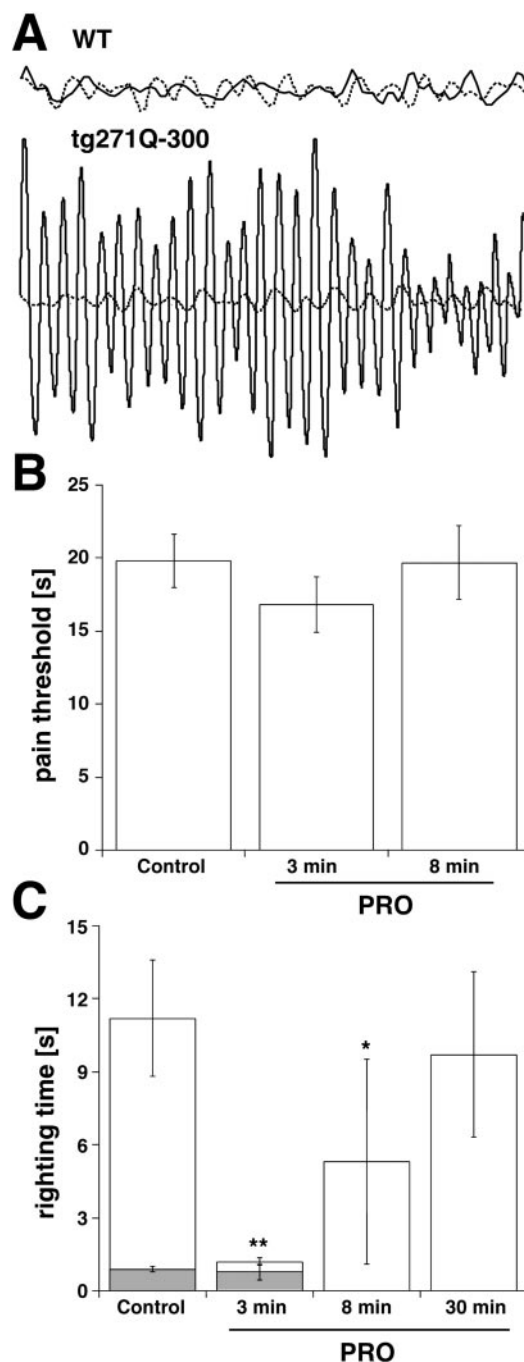 A WT
tg271Q-300
B
25
20
15
10
5
0
pain threshold [s]
Control 3 min 8 min
PRO
C
15
12
9
6
3
0
righting time [s]
**
*
Control 3 min 8 min 30 min
PRO